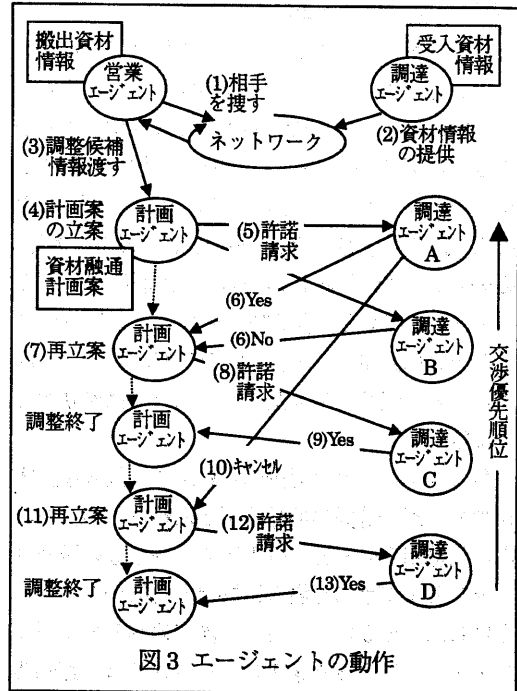 搬出資材
情報
営業
エージェント
(1)相手
を捜す
受入資材
情報
調達
エージェント
ネットワーク
(2)資材情報
の提供
(3)調整候補
情報渡す
(4)計画案
の立案
計画
エージェント
(5)許諾
請求
調達
エージェント
A
資材融通
計画案
(6)Yes
(6)No
(7)再立案
計画
エージェント
(8)許諾
請求
調達
エージェント
B
交渉優先順位
調整終了
計画
エージェント
(9)Yes
調達
エージェント
C
(10)キャンセル
(11)再立案
計画
エージェント
(12)許諾
請求
調達
エージェント
D
調整終了
計画
エージェント
(13)Yes
図3 エージェントの動作